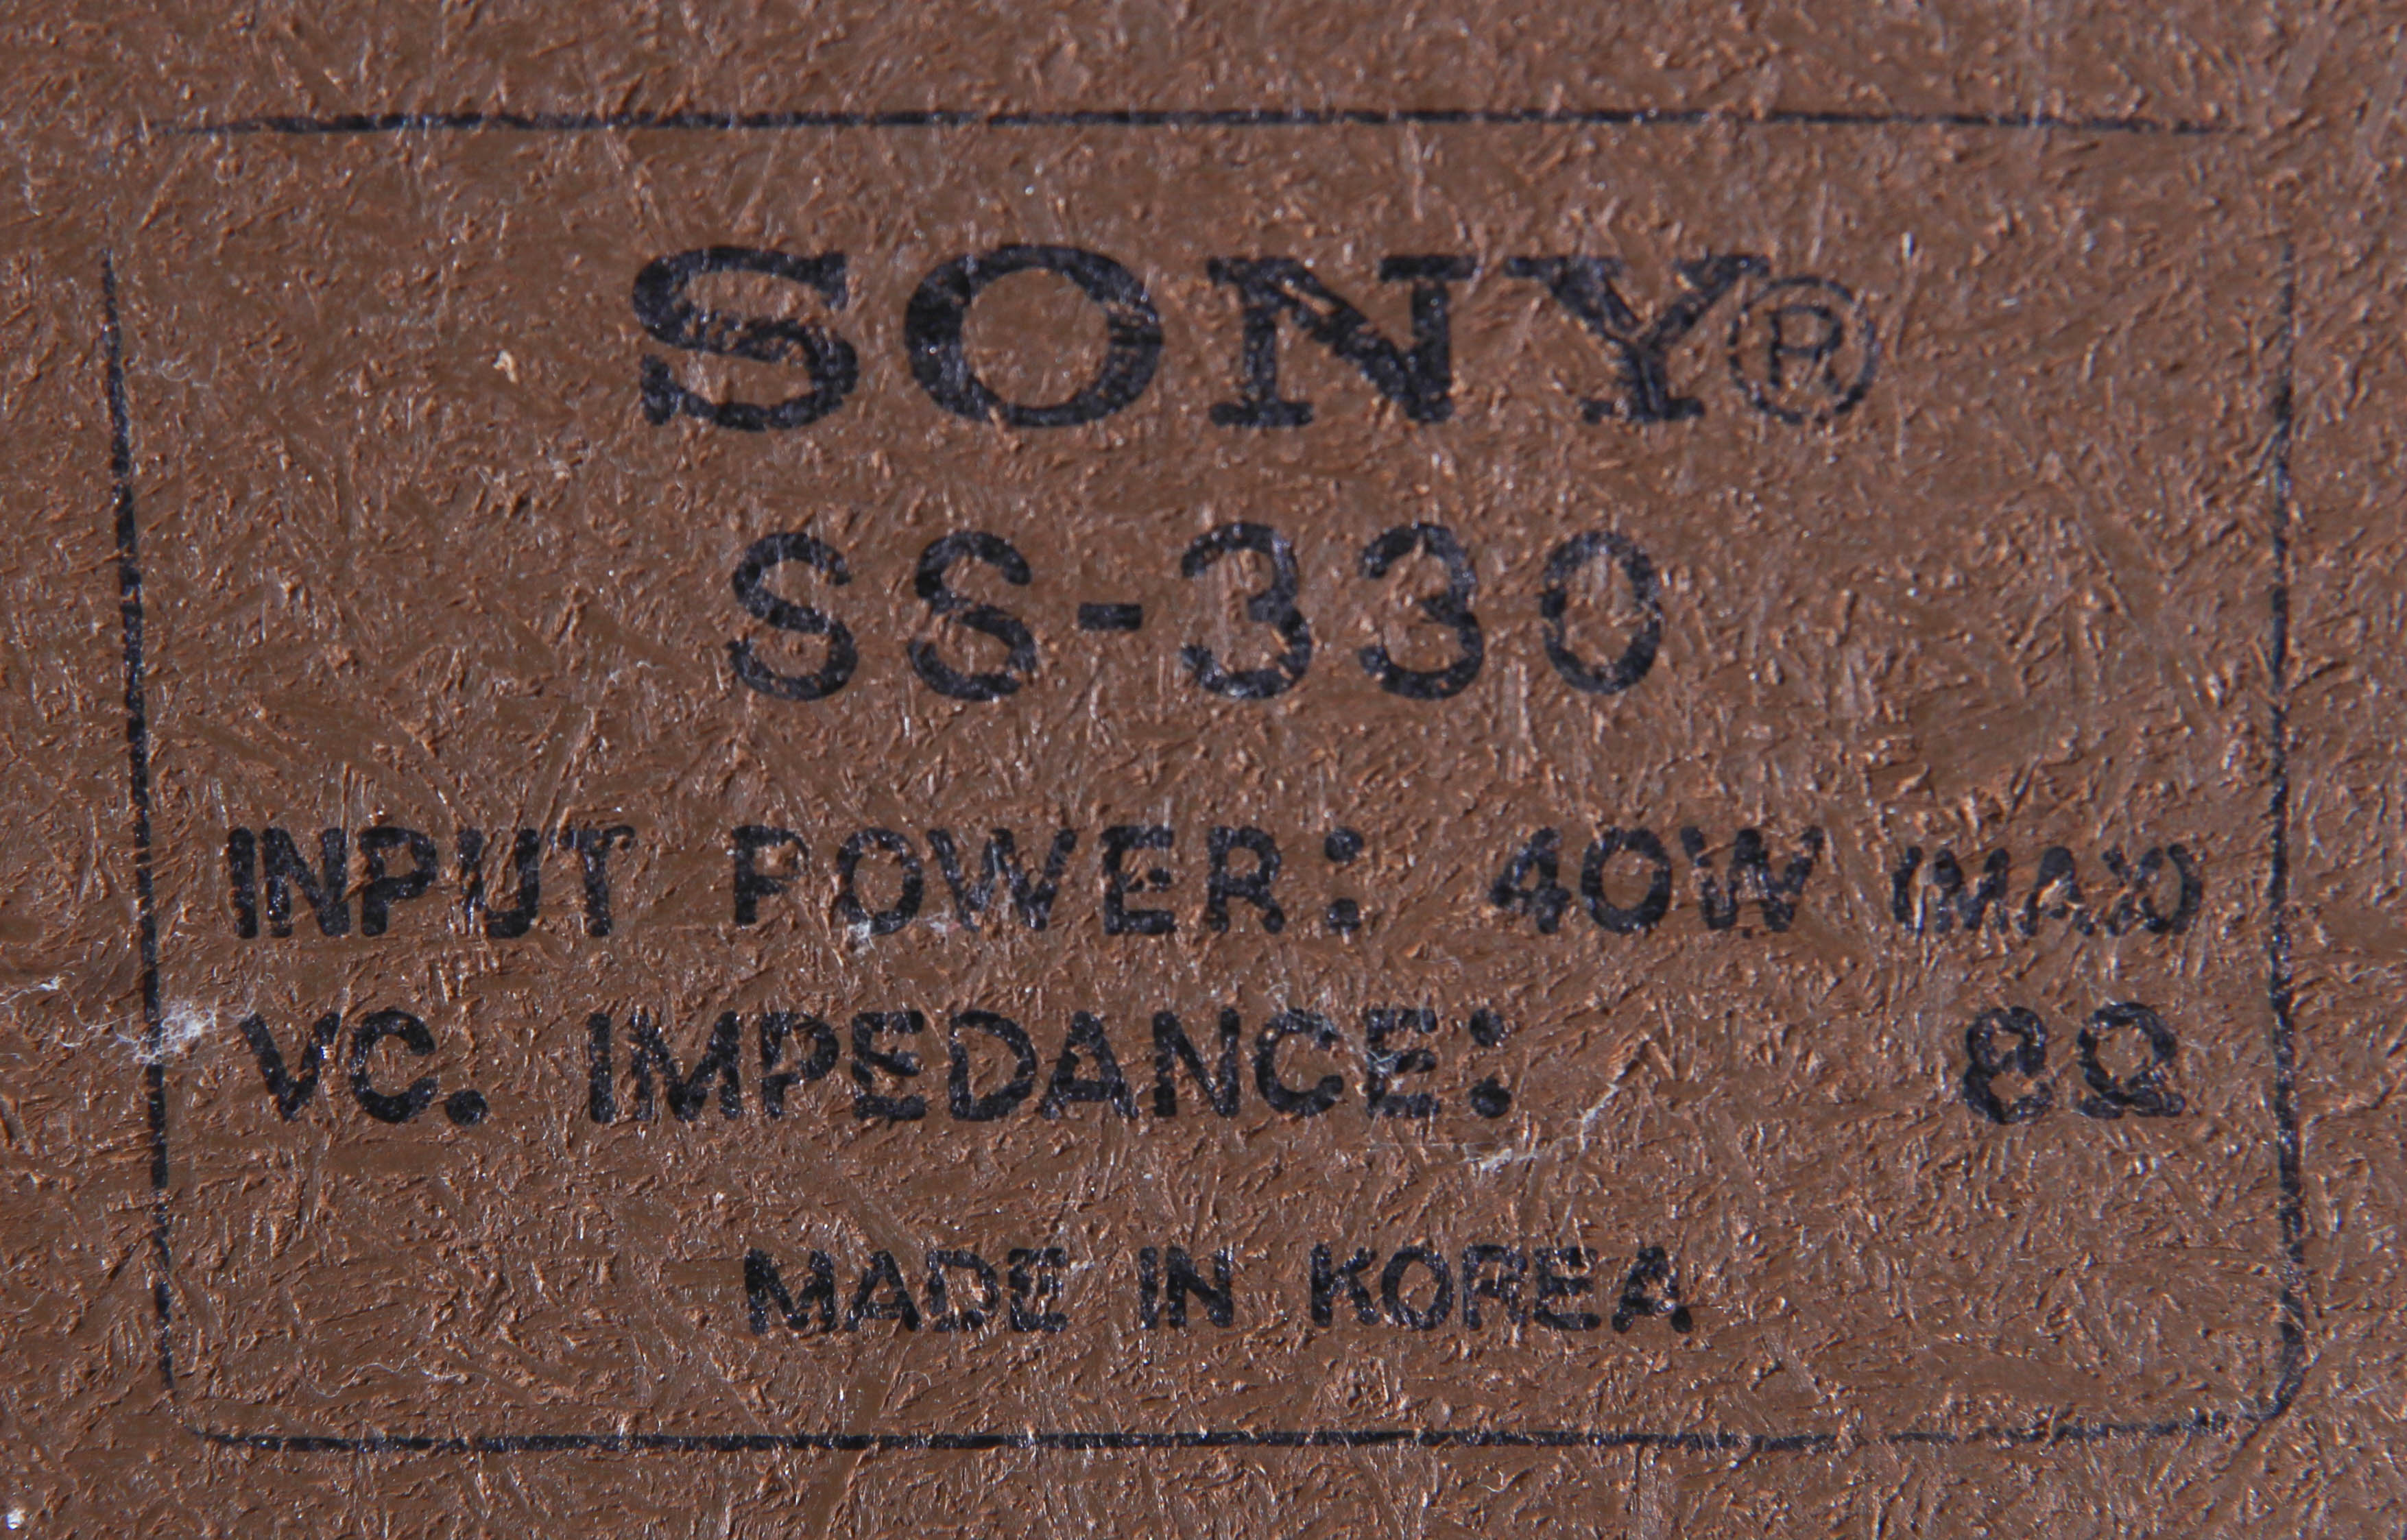 SONY®
SS-330
INPUT POWER: 40W (MAX)
VC. IMPEDANCE: 8Ω
MADE IN KOREA